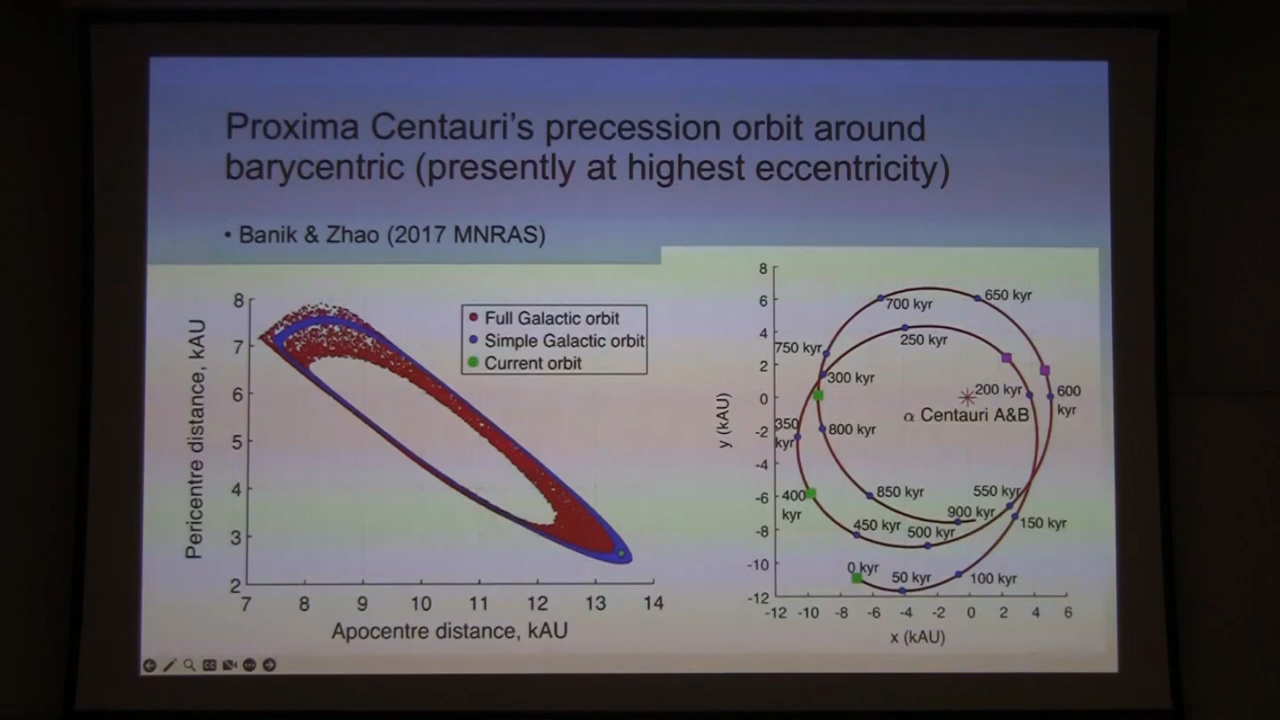 Proxima Centauri's precession orbit around
barycentric (presently at highest eccentricity)
• Banik & Zhao (2017 MNRAS)
Pericentre distance, kAU
8
7
6
5
4
3
2
7 8 9 10 11 12 13 14
Apocentre distance, kAU
Full Galactic orbit
Simple Galactic orbit
Current orbit
y (kAU)
8
6
4
2
0
-2
-4
-6
-8
-10
-12
-12 -10 -8 -6 -4 -2 0 2 4 6
x (kAU)
700 kyr
650 kyr
250 kyr
750 kyr
300 kyr
200 kyr
600
kyr
α Centauri A&B
350
kyr
800 kyr
400
kyr
850 kyr
550 kyr
900 kyr
450 kyr
500 kyr
150 kyr
0 kyr
50 kyr
100 kyr